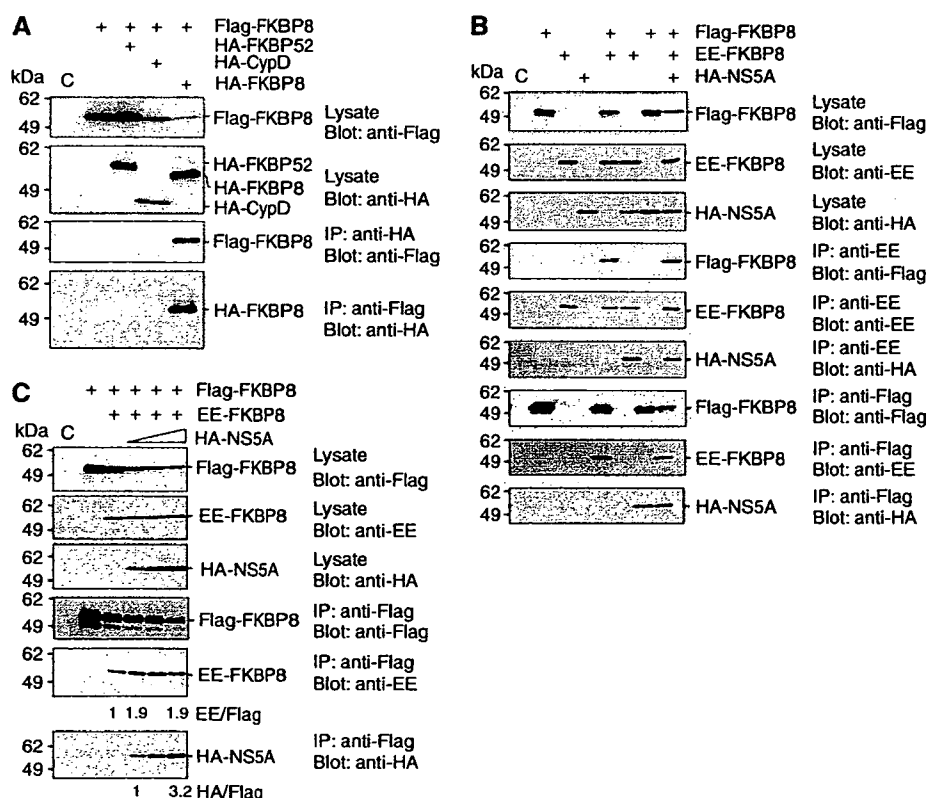 A
+ + + + Flag-FKBP8
+ HA-FKBP52
+ HA-CypD
kDa C + HA-FKBP8
62
49
Flag-FKBP8
Lysate
Blot: anti-Flag
62
49
HA-FKBP52
HA-FKBP8
HA-CypD
Lysate
Blot: anti-HA
62
49
Flag-FKBP8
IP: anti-HA
Blot: anti-Flag
62
49
HA-FKBP8
IP: anti-Flag
Blot: anti-HA
B
+ + + + Flag-FKBP8
+ + + + EE-FKBP8
kDa C + + HA-NS5A
62
49
Flag-FKBP8
Lysate
Blot: anti-Flag
62
49
EE-FKBP8
Lysate
Blot: anti-EE
62
49
HA-NS5A
Lysate
Blot: anti-HA
62
49
Flag-FKBP8
IP: anti-EE
Blot: anti-Flag
62
49
EE-FKBP8
IP: anti-EE
Blot: anti-EE
62
49
HA-NS5A
IP: anti-EE
Blot: anti-HA
62
49
Flag-FKBP8
IP: anti-Flag
Blot: anti-Flag
62
49
EE-FKBP8
IP: anti-Flag
Blot: anti-EE
62
49
HA-NS5A
IP: anti-Flag
Blot: anti-HA
C
+ + + + + Flag-FKBP8
+ + + + EE-FKBP8
kDa C HA-NS5A
62
49
Flag-FKBP8
Lysate
Blot: anti-Flag
62
49
EE-FKBP8
Lysate
Blot: anti-EE
62
49
HA-NS5A
Lysate
Blot: anti-HA
62
49
Flag-FKBP8
IP: anti-Flag
Blot: anti-Flag
62
49
EE-FKBP8
IP: anti-Flag
Blot: anti-EE
1 1.9 1.9 EE/Flag
62
49
HA-NS5A
IP: anti-Flag
Blot: anti-HA
1 3.2 HA/Flag